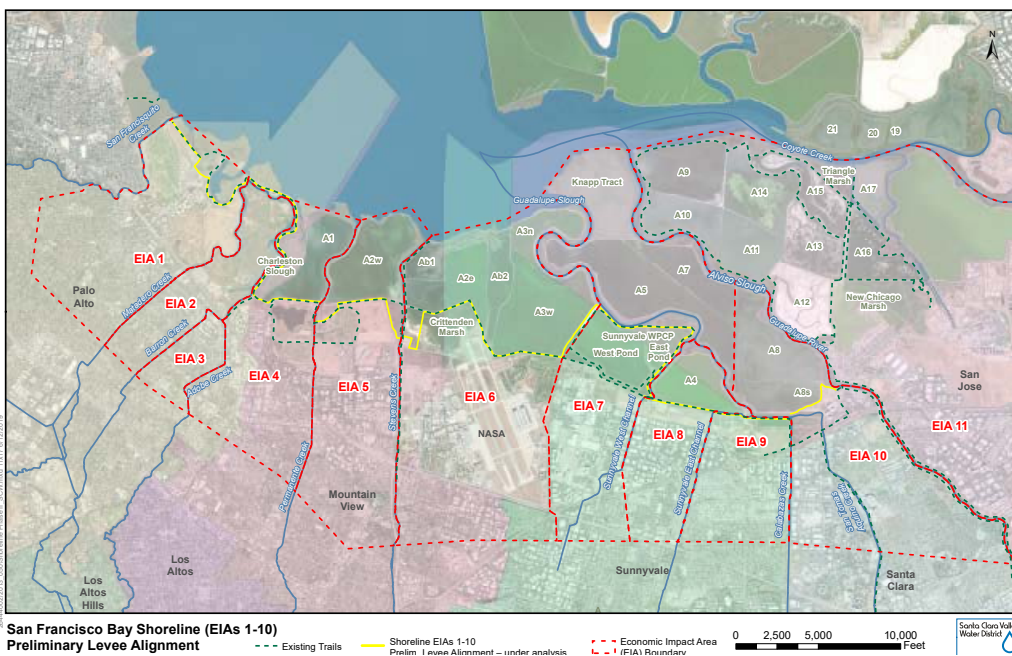 N
San Francisquito
Creek
21
20
19
Coyote Creek
Triangle
Marsh
A9
A14
A15
A17
Knapp Tract
Guadalupe Slough
A10
A3n
A11
A13
A16
EIA 1
Charleston
Slough
A1
A2w
Ab1
A2e
Ab2
A7
Alviso Slough
A5
A12
New Chicago
Marsh
Palo
Alto
Matadero Creek
EIA 2
Crittenden
Marsh
A3w
Guadalupe River
Barron Creek
EIA 3
Sunnyvale WPCP
West Pond
East
Pond
A8
San
Jose
Adobe Creek
EIA 4
EIA 5
Stevens Creek
EIA 6
EIA 7
A4
A8s
NASA
Sunnyvale West Channel
EIA 8
EIA 9
EIA 10
EIA 11
Permanente Creek
Mountain
View
Sunnyvale East Channel
Calabazas Creek
San Tomas
Aquino Creek
Los
Altos
Los
Altos
Hills
Sunnyvale
Santa
Clara
San Francisco Bay Shoreline (EIAs 1-10)
Preliminary Levee Alignment
Existing Trails
Shoreline EIAs 1-10
Prelim. Levee Alignment – under analysis
Economic Impact Area
(EIA) Boundary
0 2,500 5,000 10,000
Feet
Santa Clara Vall
Water District